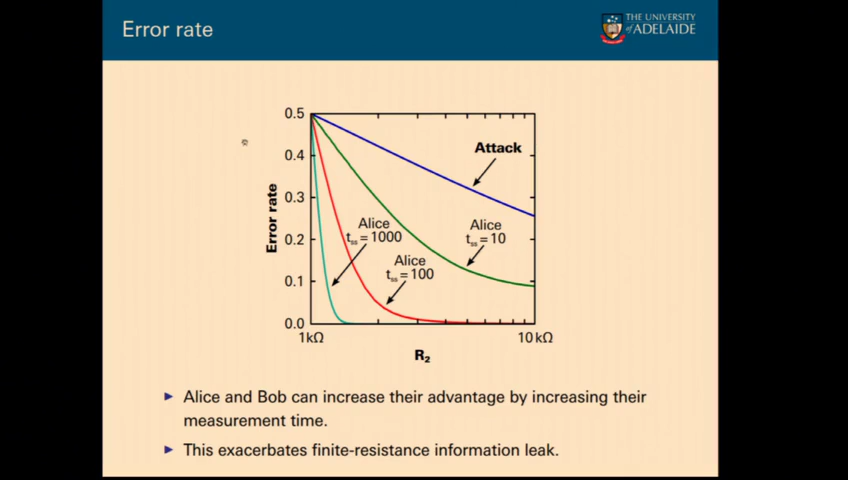 Error rate
THE UNIVERSITY
of ADELAIDE
0.5
0.4
0.3
0.2
0.1
0.0
Error rate
Attack
Alice
tss = 1000
Alice
tss = 10
Alice
tss = 100
1kΩ
10kΩ
R2
Alice and Bob can increase their advantage by increasing their
measurement time.
This exacerbates finite-resistance information leak.